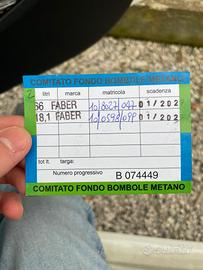 COMITATO FONDO BOMBOLE METANO
litri marca matricola scadenza
66 FABER 01/202
18,1 FABER 01/202
tot lt. targa:
Numero progressivo B 074449
COMITATO FONDO BOMBOLE METANO